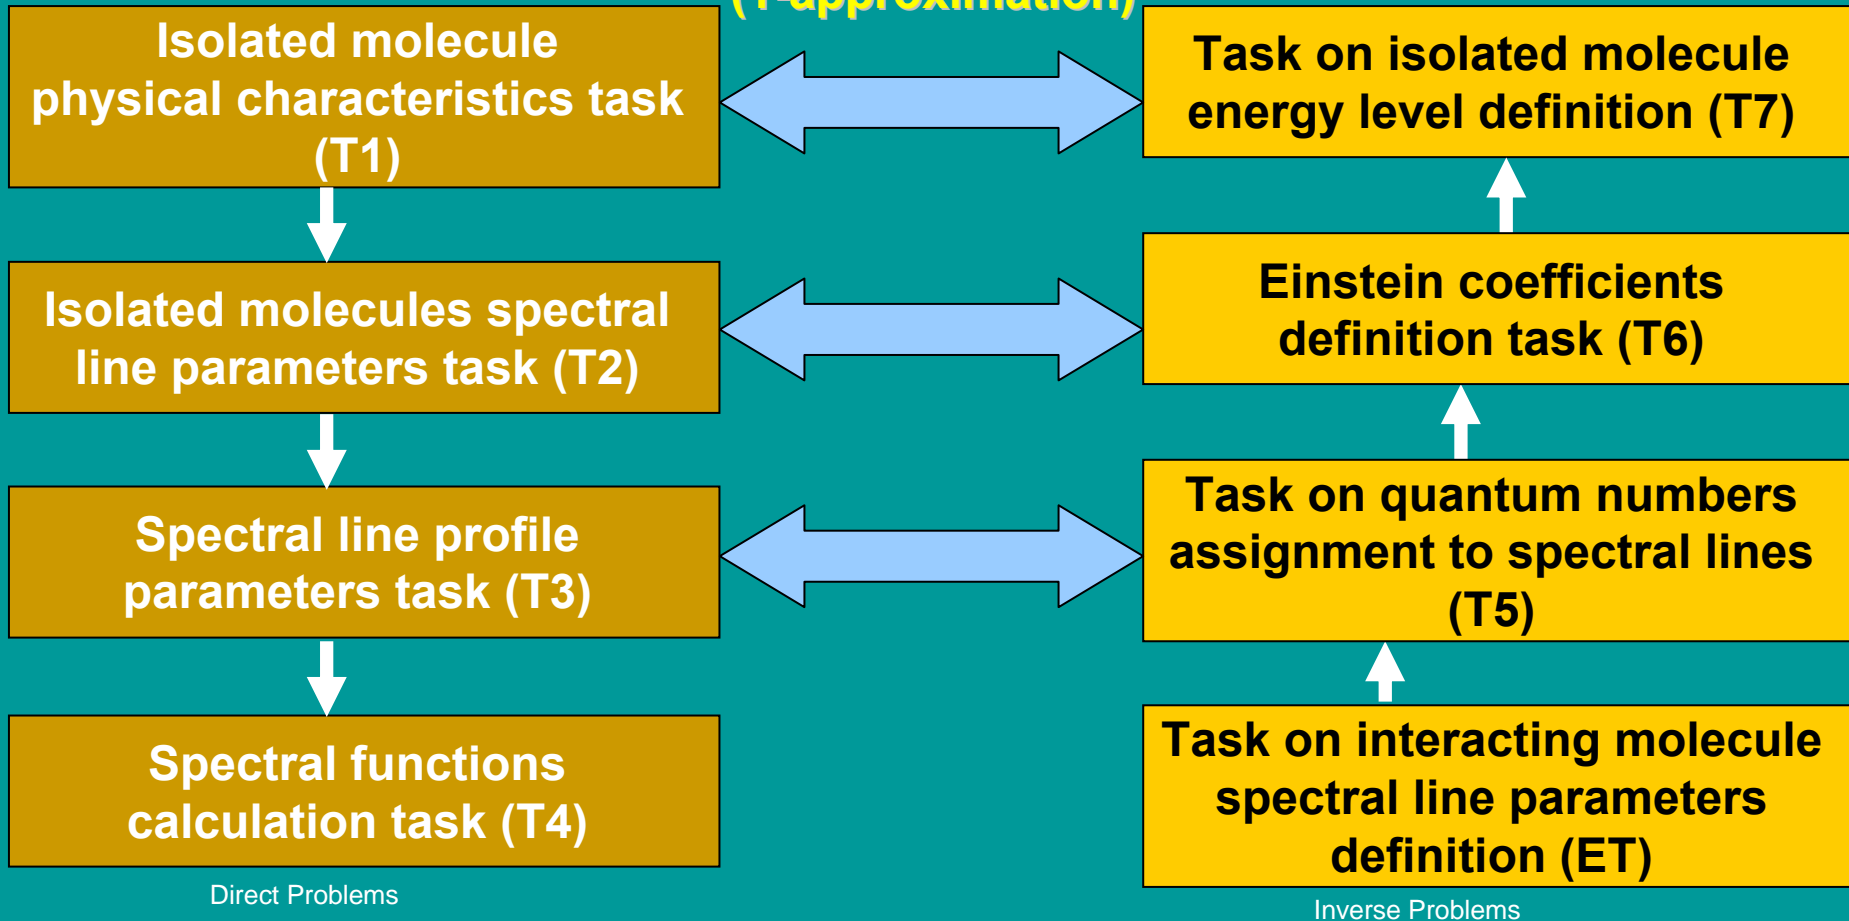 approximation)
Isolated molecule
physical characteristics task
(T1)
Isolated molecules spectral
line parameters task (T2)
Spectral line profile
parameters task (T3)
Spectral functions
calculation task (T4)
Direct Problems
Task on isolated molecule
energy level definition (T7)
Einstein coefficients
definition task (T6)
Task on quantum numbers
assignment to spectral lines
(T5)
Task on interacting molecule
spectral line parameters
definition (ET)
Inverse Problems